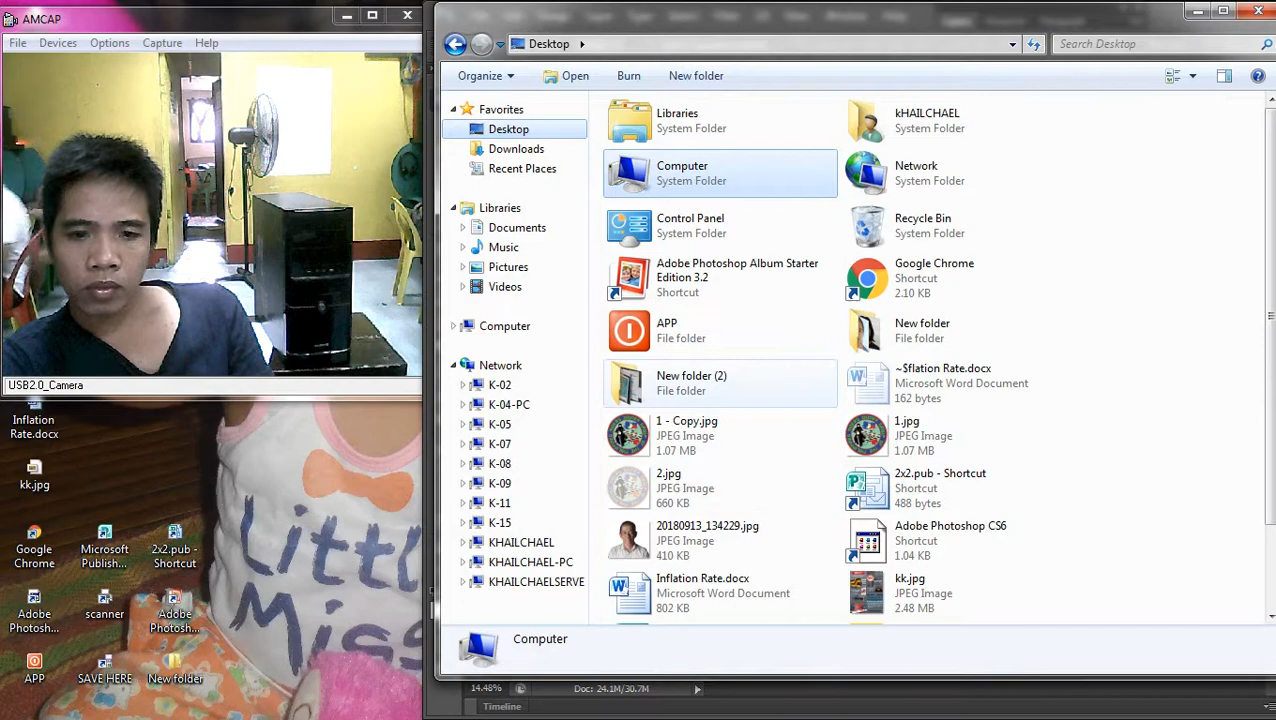 AMCAP
File Devices Options Capture Help
USB2.0_Camera
Inflation
Rate.docx
kk.jpg
Google
Chrome
Microsoft
Publish...
2x2.pub -
Shortcut
Adobe
Photosh...
scanner
Adobe
Photosh...
APP
SAVE HERE
New folder
Little
Miss
Desktop
Search Desktop
Organize Open Burn New folder
Favorites
Desktop
Downloads
Recent Places
Libraries
Documents
Music
Pictures
Videos
Computer
Network
K-02
K-04-PC
K-05
K-07
K-08
K-09
K-11
K-15
KHAILCHAEL
KHAILCHAEL-PC
KHAILCHAELSERVE
Libraries
System Folder
kHAILCHAEL
System Folder
Computer
System Folder
Network
System Folder
Control Panel
System Folder
Recycle Bin
System Folder
Adobe Photoshop Album Starter
Edition 3.2
Shortcut
Google Chrome
Shortcut
2.10 KB
APP
File folder
New folder
File folder
New folder (2)
File folder
~$flation Rate.docx
Microsoft Word Document
162 bytes
1 - Copy.jpg
JPEG Image
1.07 MB
1.jpg
JPEG Image
1.07 MB
2.jpg
JPEG Image
660 KB
2x2.pub - Shortcut
Shortcut
488 bytes
20180913_134229.jpg
JPEG Image
410 KB
Adobe Photoshop CS6
Shortcut
1.04 KB
Inflation Rate.docx
Microsoft Word Document
802 KB
kk.jpg
JPEG Image
2.48 MB
Computer
14.48% Doc: 24.1M/30.7M
Timeline